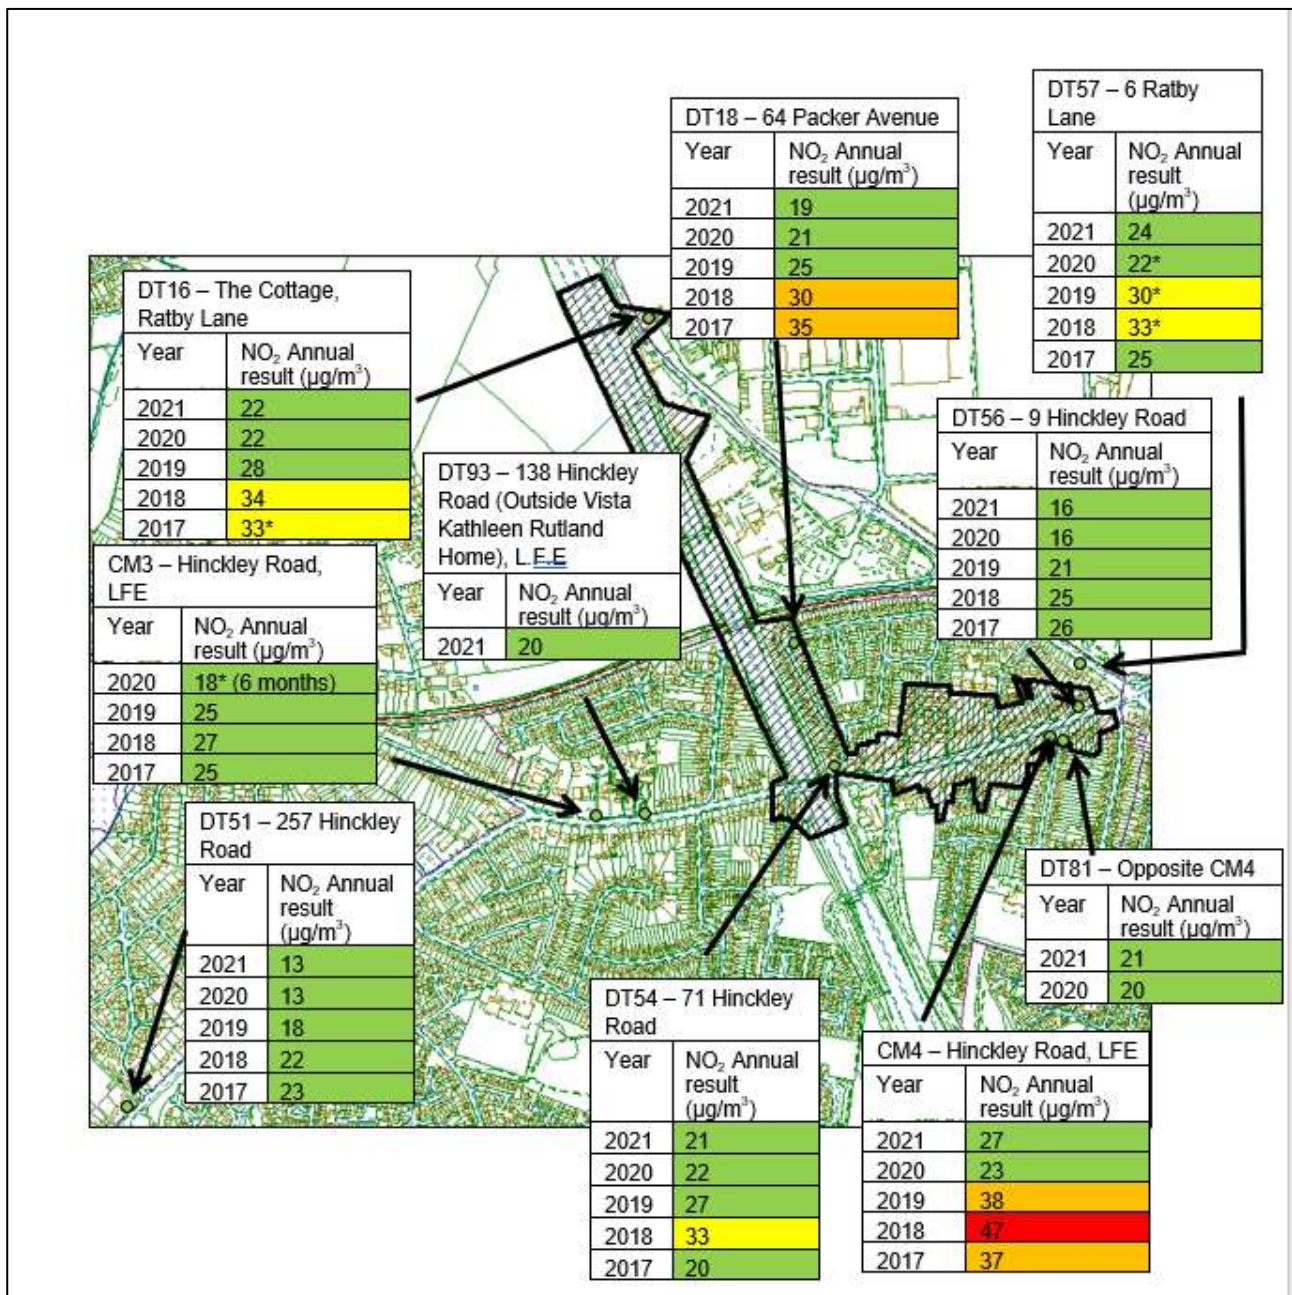 DT57 – 6 Ratby
Lane
Year NO₂ Annual
result
(µg/m³)
2021 24
2020 22*
2019 30*
2018 33*
2017 25
DT18 – 64 Packer Avenue
Year NO₂ Annual
result (µg/m³)
2021 19
2020 21
2019 25
2018 30
2017 35
DT16 – The Cottage,
Ratby Lane
Year NO₂ Annual
result (µg/m³)
2021 22
2020 22
2019 28
2018 34
2017 33*
DT56 – 9 Hinckley Road
Year NO₂ Annual
result (µg/m³)
2021 16
2020 16
2019 21
2018 25
2017 26
DT93 – 138 Hinckley
Road (Outside Vista
Kathleen Rutland
Home), L.F.E
Year NO₂ Annual
result (µg/m³)
2021 20
CM3 – Hinckley Road,
LFE
Year NO₂ Annual
result (µg/m³)
2020 18* (6 months)
2019 25
2018 27
2017 25
DT51 – 257 Hinckley
Road
Year NO₂ Annual
result
(µg/m³)
2021 13
2020 13
2019 18
2018 22
2017 23
DT81 – Opposite CM4
Year NO₂ Annual
result (µg/m³)
2021 21
2020 20
DT54 – 71 Hinckley
Road
Year NO₂ Annual
result
(µg/m³)
2021 21
2020 22
2019 27
2018 33
2017 20
CM4 – Hinckley Road, LFE
Year NO₂ Annual
result (µg/m³)
2021 27
2020 23
2019 38
2018 47
2017 37